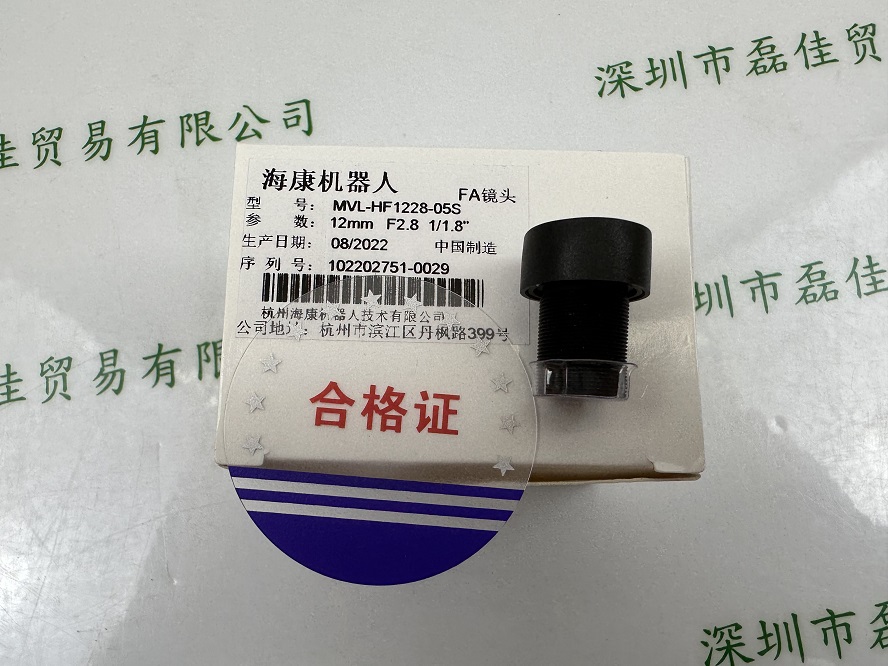 深圳市磊佳贸
佳贸易有限公司
海康机器人
FA镜头
型 号: MVL-HF1228-05S
参 数: 12mm F2.8 1/1.8"
生产日期: 08/2022 中国制造
序 列 号: 102202751-0029
杭州海康机器人技术有限公司
公司地址: 杭州市滨江区丹枫路399号
合格证
深圳市磊佳贸
佳贸易有限公司
深圳市磊佳